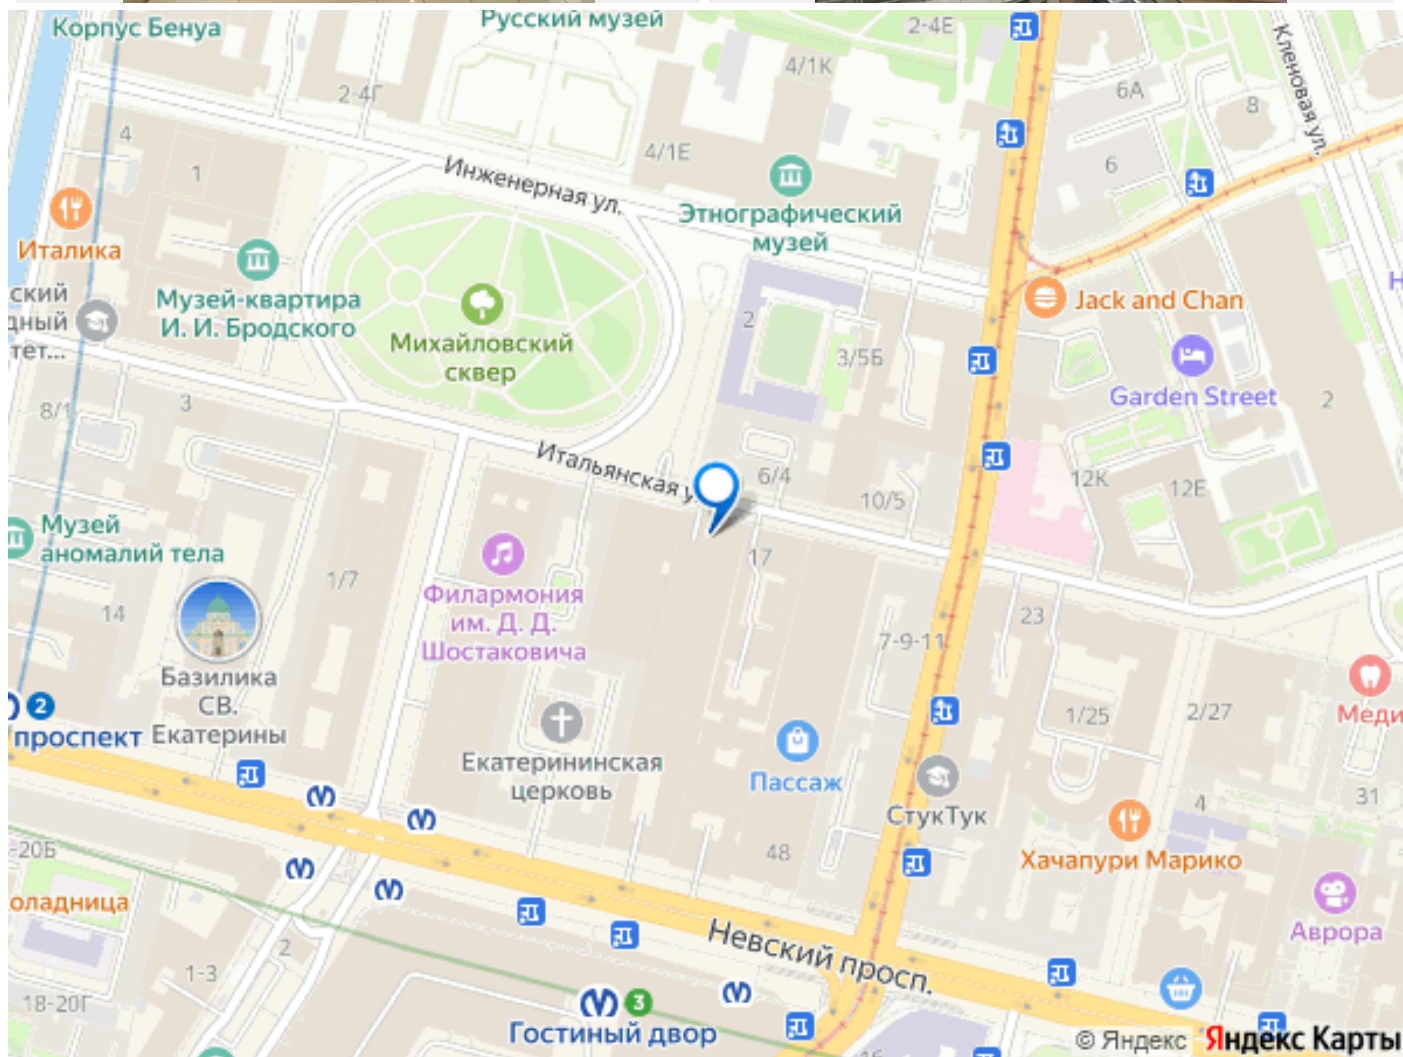 Русский музей
Корпус Бенуа
2-4Е
4/1К
2-4Г
6А
8
Кленовая ул.
4
1
4/1Е
6
Инженерная ул.
Этнографический
музей
Италика
Музей-квартира
И. И. Бродского
ский
дный
тет...
Михайловский
сквер
2
3/5Б
Jack and Chan
Н
Garden Street
2
8/1
3
Итальянская у
6/4
10/5
12К
12Е
Музей
аномалий тела
1/7
17
Филармония
им. Д. Д.
Шостаковича
14
23
7-9-11
Базилика
СВ.
Екатерины
2
проспект
1/25
2/27
Меди
Екатерининская
церковь
Пассаж
СтукТук
4
31
48
Хачапури Марико
-20Б
оладница
Аврора
Невский просп.
2
1-3
18-20Г
3
Гостиный двор
16
© Яндекс Яндекс Карты